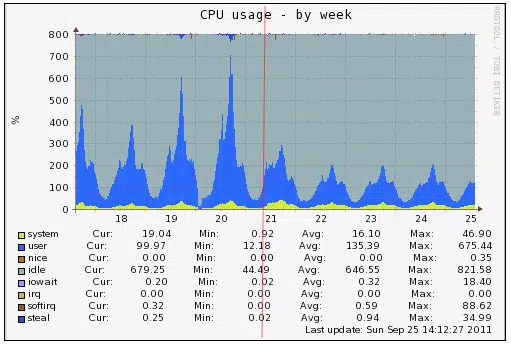 CPU usage - by week
RRDTOOL / TOBI OETIKER
%
800
700
600
500
400
300
200
100
0
18 19 20 21 22 23 24 25
system Cur: 19.04 Min: 0.92 Avg: 16.10 Max: 46.90
user Cur: 99.97 Min: 12.18 Avg: 135.39 Max: 675.44
nice Cur: 0.00 Min: 0.00 Avg: 0.00 Max: 0.35
idle Cur: 679.25 Min: 44.49 Avg: 646.55 Max: 821.58
iowait Cur: 0.20 Min: 0.02 Avg: 0.32 Max: 18.40
irq Cur: 0.00 Min: 0.00 Avg: 0.00 Max: 0.00
softirq Cur: 0.32 Min: 0.00 Avg: 0.59 Max: 88.62
steal Cur: 0.25 Min: 0.02 Avg: 0.94 Max: 34.99
Last update: Sun Sep 25 14:12:27 2011